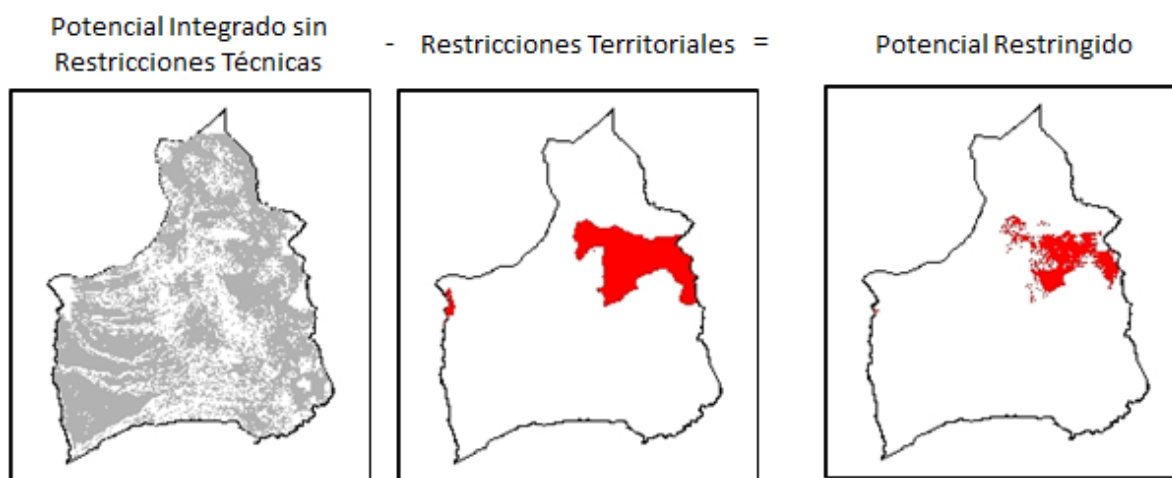 Potencial Integrado sin
Restricciones Técnicas
- Restricciones Territoriales =
Potencial Restringido